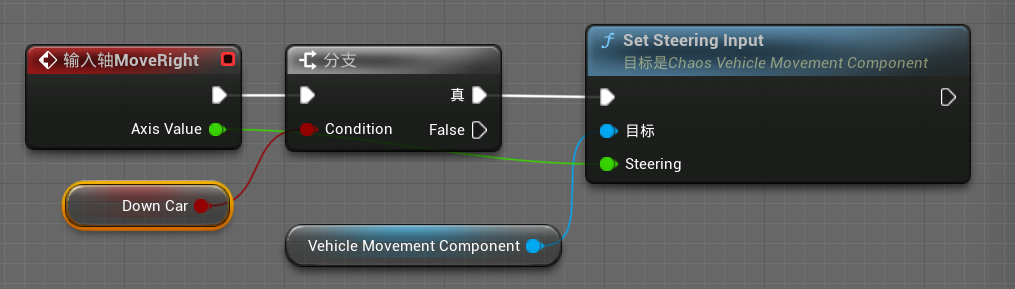 输入轴MoveRight
Axis Value
Down Car
分支
真
Condition
False
Vehicle Movement Component
f Set Steering Input
目标是Chaos Vehicle Movement Component
目标
Steering